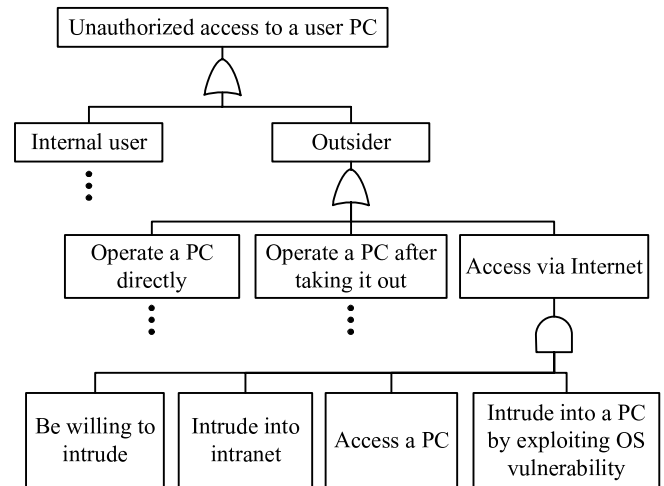 Unauthorized access to a user PC
Internal user
Outsider
Operate a PC
directly
Operate a PC after
taking it out
Access via Internet
Be willing to
intrude
Intrude into
intranet
Access a PC
Intrude into a PC
by exploiting OS
vulnerability